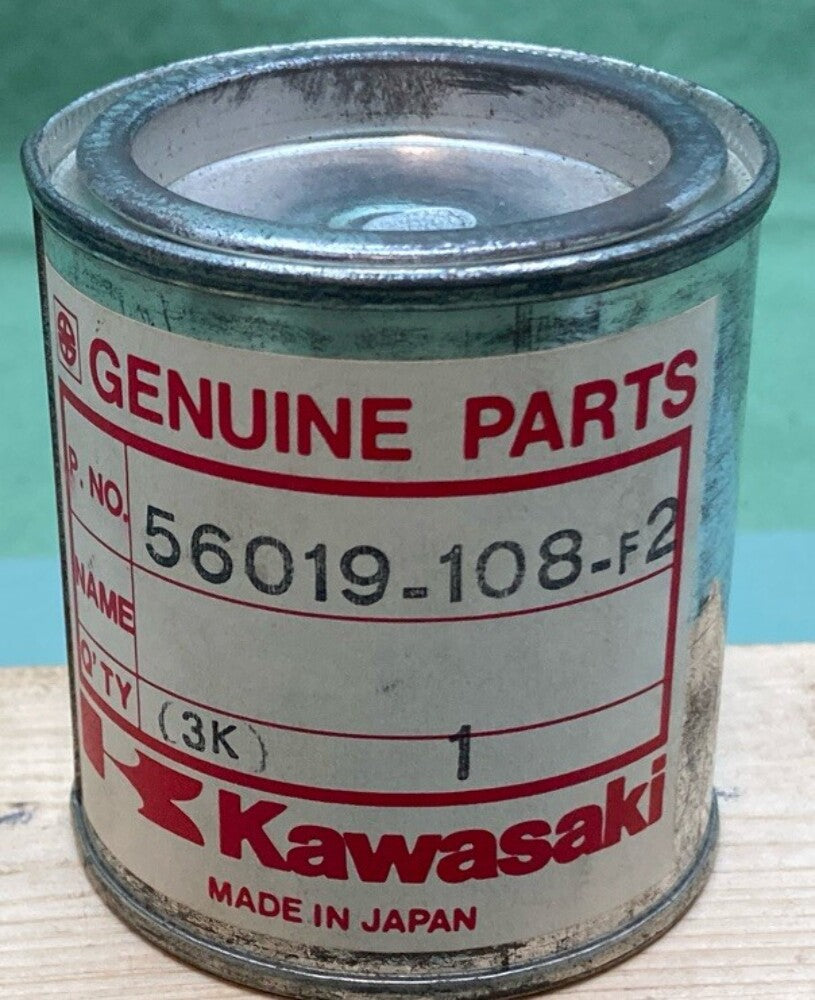 GENUINE PARTS
P. NO. 56019-108-F2
NAME
Q'TY (3K) 1
Kawasaki
MADE IN JAPAN